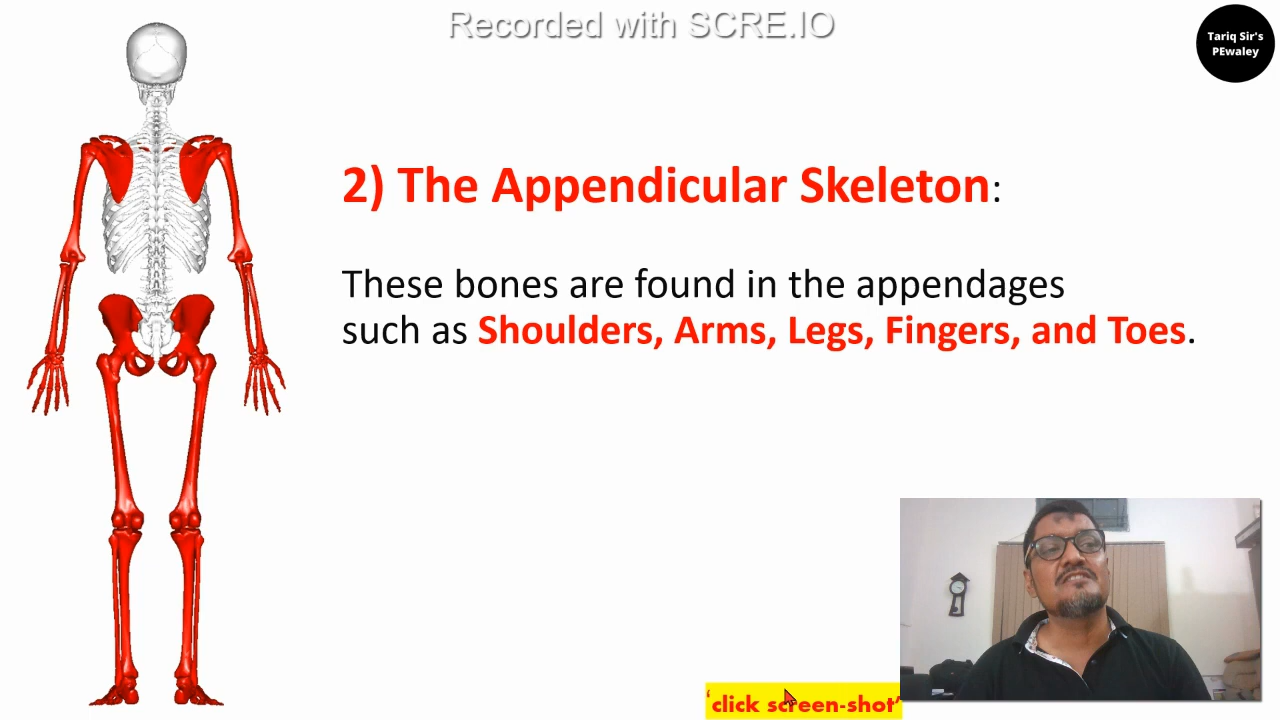 Recorded with SCRE.IO
Tariq Sir's
PEwaley
2) The Appendicular Skeleton:
These bones are found in the appendages
such as Shoulders, Arms, Legs, Fingers, and Toes.
‘click screen-shot’